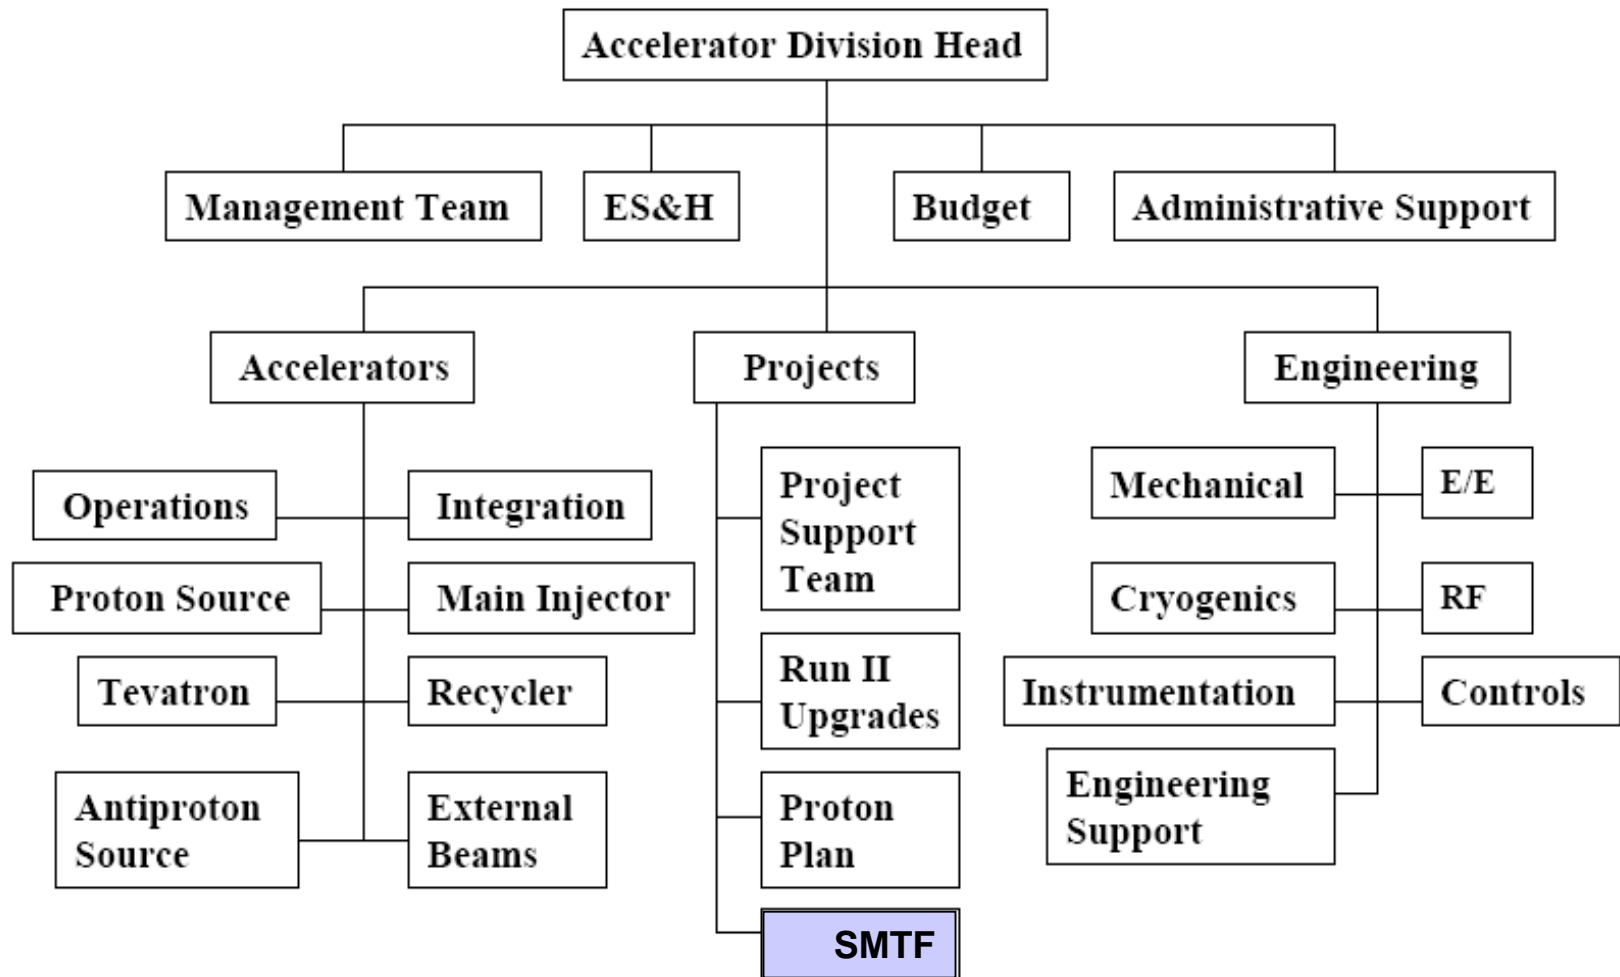 Accelerator Division Head
Management Team
ES&H
Budget
Administrative Support
Accelerators
Projects
Engineering
Operations
Integration
Proton Source
Main Injector
Tevatron
Recycler
Antiproton
Source
External
Beams
Project
Support
Team
Run II
Upgrades
Proton
Plan
SMTF
Mechanical
E/E
Cryogenics
RF
Instrumentation
Controls
Engineering
Support